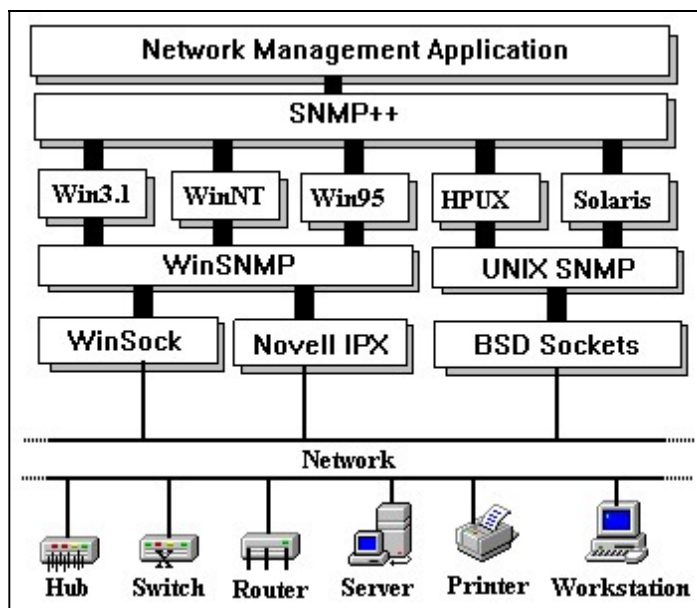 Network Management Application
SNMP++
Win3.1 WinNT Win95 HPUX Solaris
WinSNMP UNIX SNMP
WinSock Novell IPX BSD Sockets
Network
Hub Switch Router Server Printer Workstation